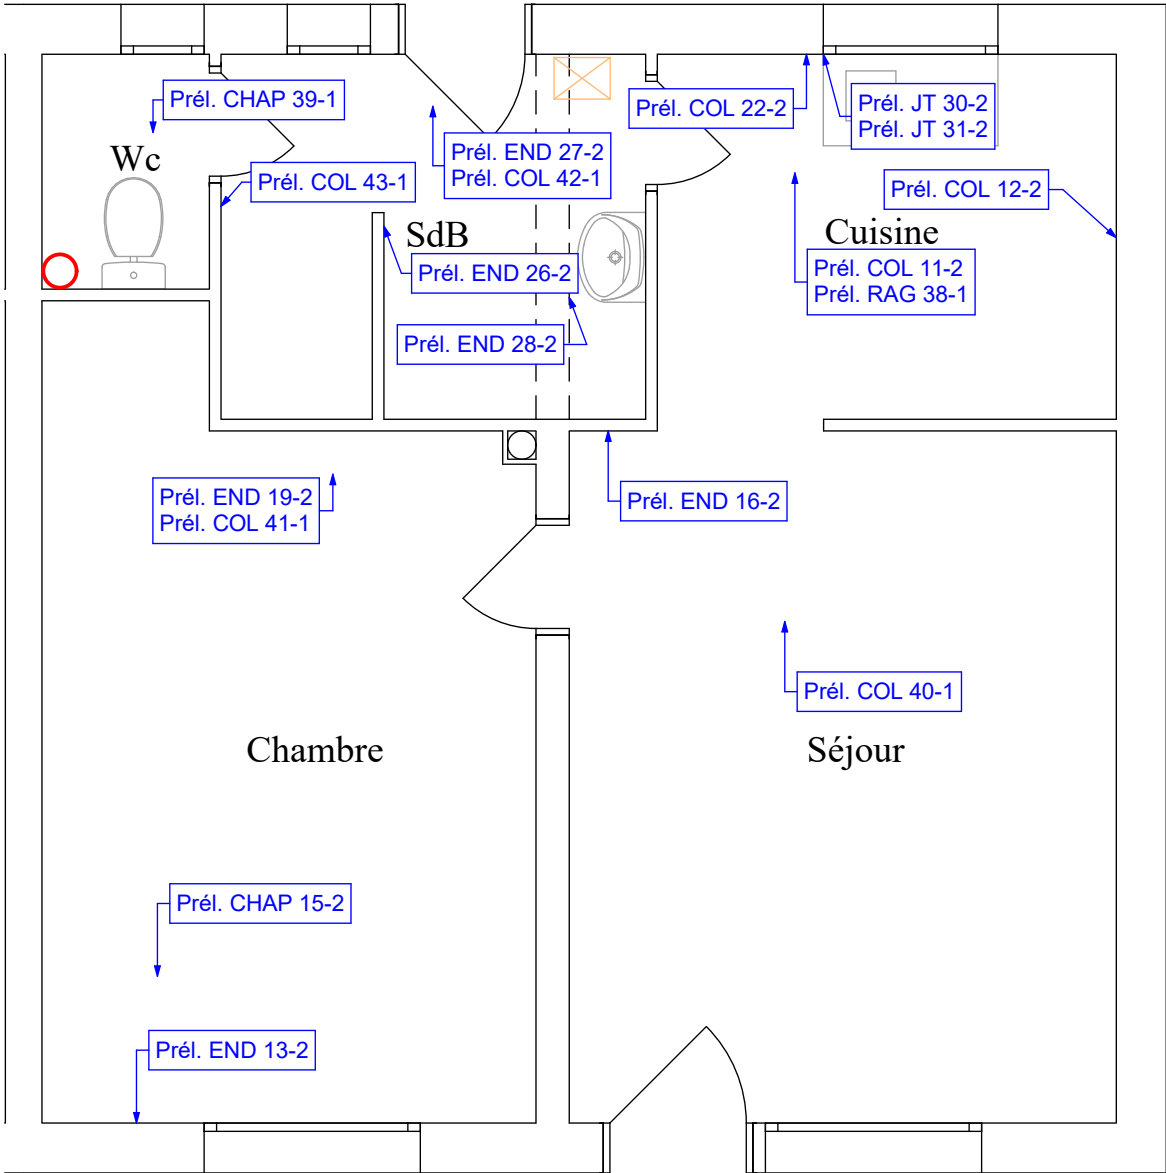 Prél. CHAP 39-1
Prél. COL 22-2
Prél. JT 30-2
Prél. JT 31-2
Wc
Prél. END 27-2
Prél. COL 42-1
Prél. COL 43-1
Prél. COL 12-2
SdB
Cuisine
Prél. END 26-2
Prél. COL 11-2
Prél. RAG 38-1
Prél. END 28-2
Prél. END 19-2
Prél. COL 41-1
Prél. END 16-2
Prél. COL 40-1
Chambre
Séjour
Prél. CHAP 15-2
Prél. END 13-2